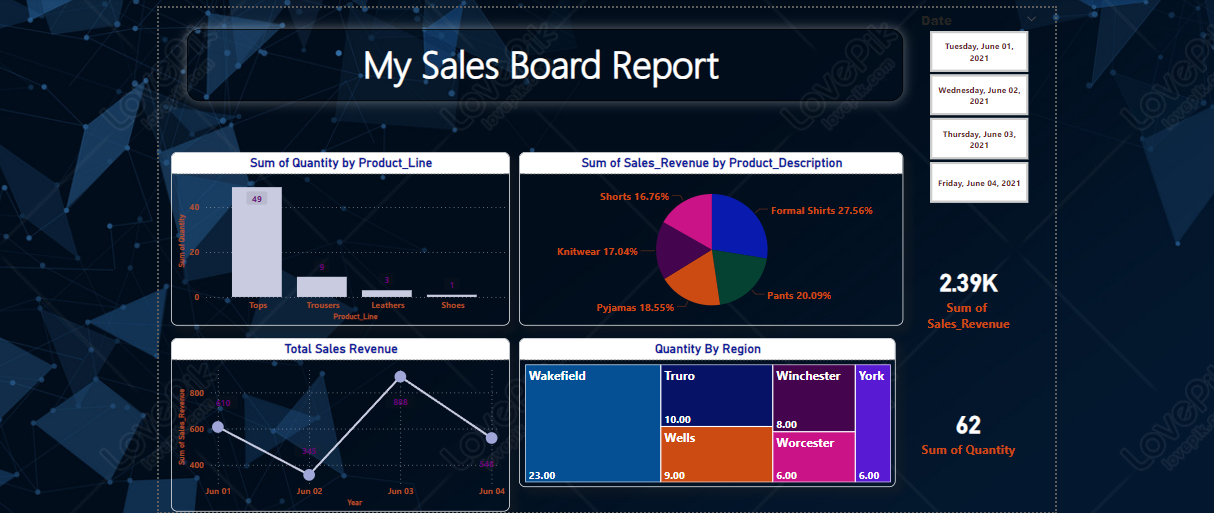 My Sales Board Report
Date
Tuesday, June 01,
2021
Wednesday, June 02,
2021
Thursday, June 03,
2021
Friday, June 04, 2021
Sum of Quantity by Product_Line
Sum of Quantity
40
20
0
49
9
3
1
Tops
Trousers
Leathers
Shoes
Product_Line
Sum of Sales_Revenue by Product_Description
Shorts 16.76%
Formal Shirts 27.56%
Knitwear 17.04%
Pyjamas 18.55%
Pants 20.09%
2.39K
Sum of
Sales_Revenue
Total Sales Revenue
Sum of Sales_Revenue
800
600
400
610
888
Jun 01
Jun 02
Jun 03
Jun 04
Year
Quantity By Region
Wakefield
23.00
Truro
10.00
Wells
9.00
Winchester
8.00
Worcester
6.00
York
6.00
62
Sum of Quantity
LovePik
lovepik.com